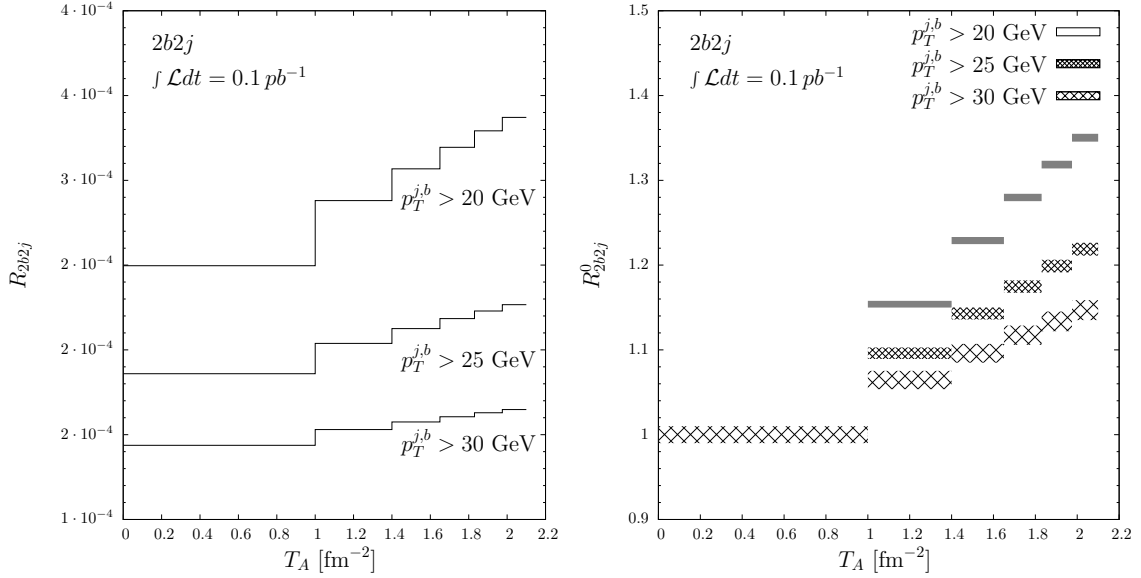 2b2j
∫ ℒdt = 0.1 pb⁻¹
4 · 10⁻⁴
4 · 10⁻⁴
3 · 10⁻⁴
2 · 10⁻⁴
2 · 10⁻⁴
2 · 10⁻⁴
1 · 10⁻⁴
R_{2b2j}
p_T^{j,b} > 20 GeV
p_T^{j,b} > 25 GeV
p_T^{j,b} > 30 GeV
0 0.2 0.4 0.6 0.8 1 1.2 1.4 1.6 1.8 2 2.2
T_A [fm⁻²]
2b2j
∫ ℒdt = 0.1 pb⁻¹
p_T^{j,b} > 20 GeV
p_T^{j,b} > 25 GeV
p_T^{j,b} > 30 GeV
1.5
1.4
1.3
1.2
1.1
1
0.9
R^0_{2b2j}
0 0.2 0.4 0.6 0.8 1 1.2 1.4 1.6 1.8 2 2.2
T_A [fm⁻²]